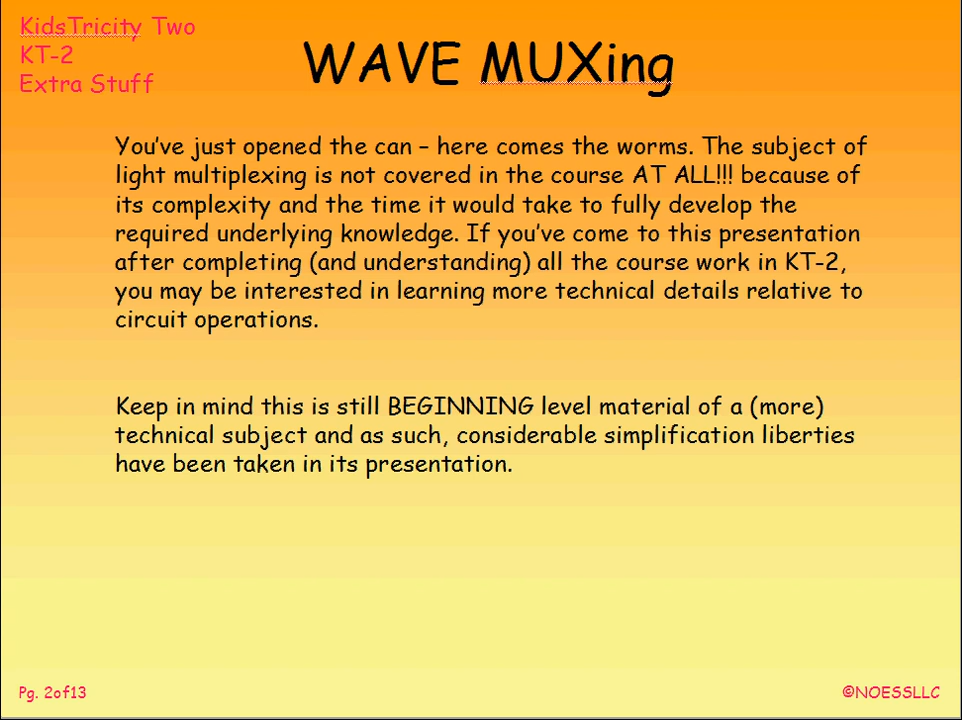 KidsTricity Two
KT-2
Extra Stuff
WAVE MUXing
You've just opened the can – here comes the worms. The subject of
light multiplexing is not covered in the course AT ALL!!! because of
its complexity and the time it would take to fully develop the
required underlying knowledge. If you've come to this presentation
after completing (and understanding) all the course work in KT-2,
you may be interested in learning more technical details relative to
circuit operations.
Keep in mind this is still BEGINNING level material of a (more)
technical subject and as such, considerable simplification liberties
have been taken in its presentation.
Pg. 2of13
©NOESSLLC